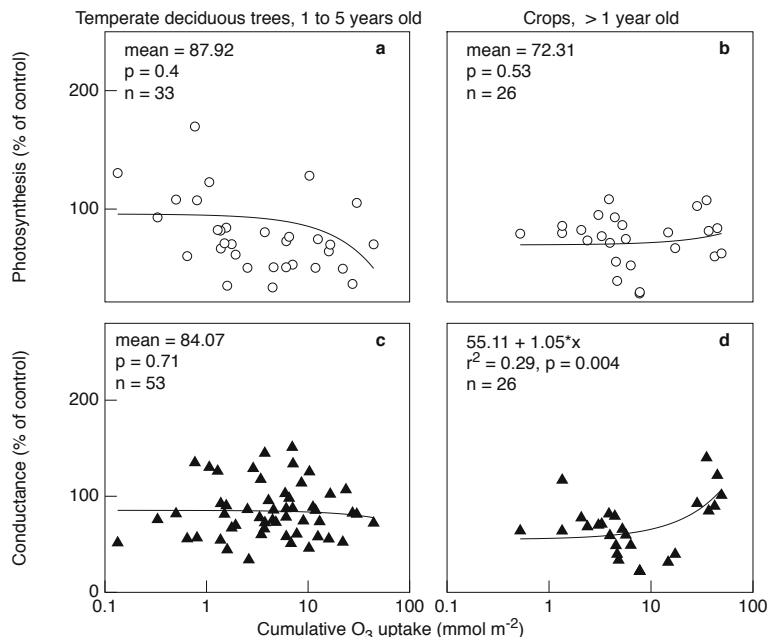 Temperate deciduous trees, 1 to 5 years old
Crops, > 1 year old
Photosynthesis (% of control)
200
100
mean = 87.92
p = 0.4
n = 33
a
mean = 72.31
p = 0.53
n = 26
b
Conductance (% of control)
200
100
0
mean = 84.07
p = 0.71
n = 53
c
55.11 + 1.05*x
r² = 0.29, p = 0.004
n = 26
d
0.1 1 10 100
0.1 1 10 100
Cumulative O₃ uptake (mmol m⁻²)